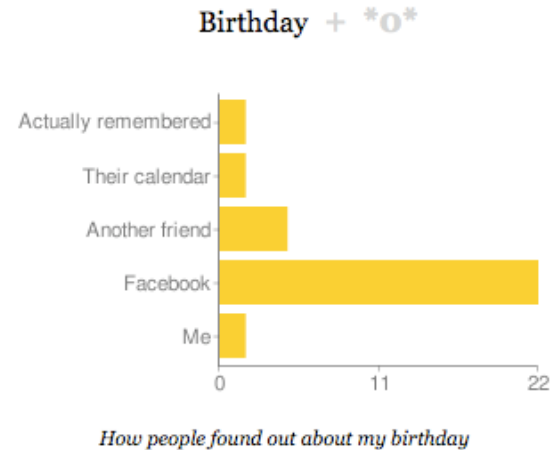 Birthday + *o*
Actually remembered
Their calendar
Another friend
Facebook
Me
0 11 22
How people found out about my birthday